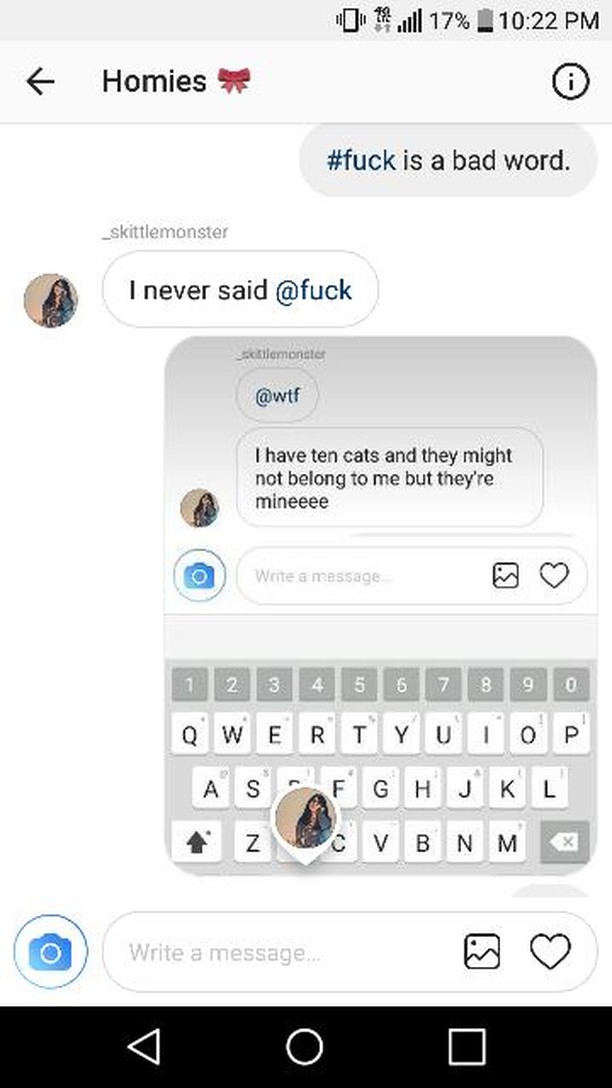 4G LTE 17% 10:22 PM
Homies 🎀
#fuck is a bad word.
_skittlemonster
I never said @fuck
_skittlemonster
@wtf
I have ten cats and they might
not belong to me but they're
mineeee
Write a message...
1 2 3 4 5 6 7 8 9 0
Q W E R T Y U I O P
A S F G H J K L
Z C V B N M
Write a message...